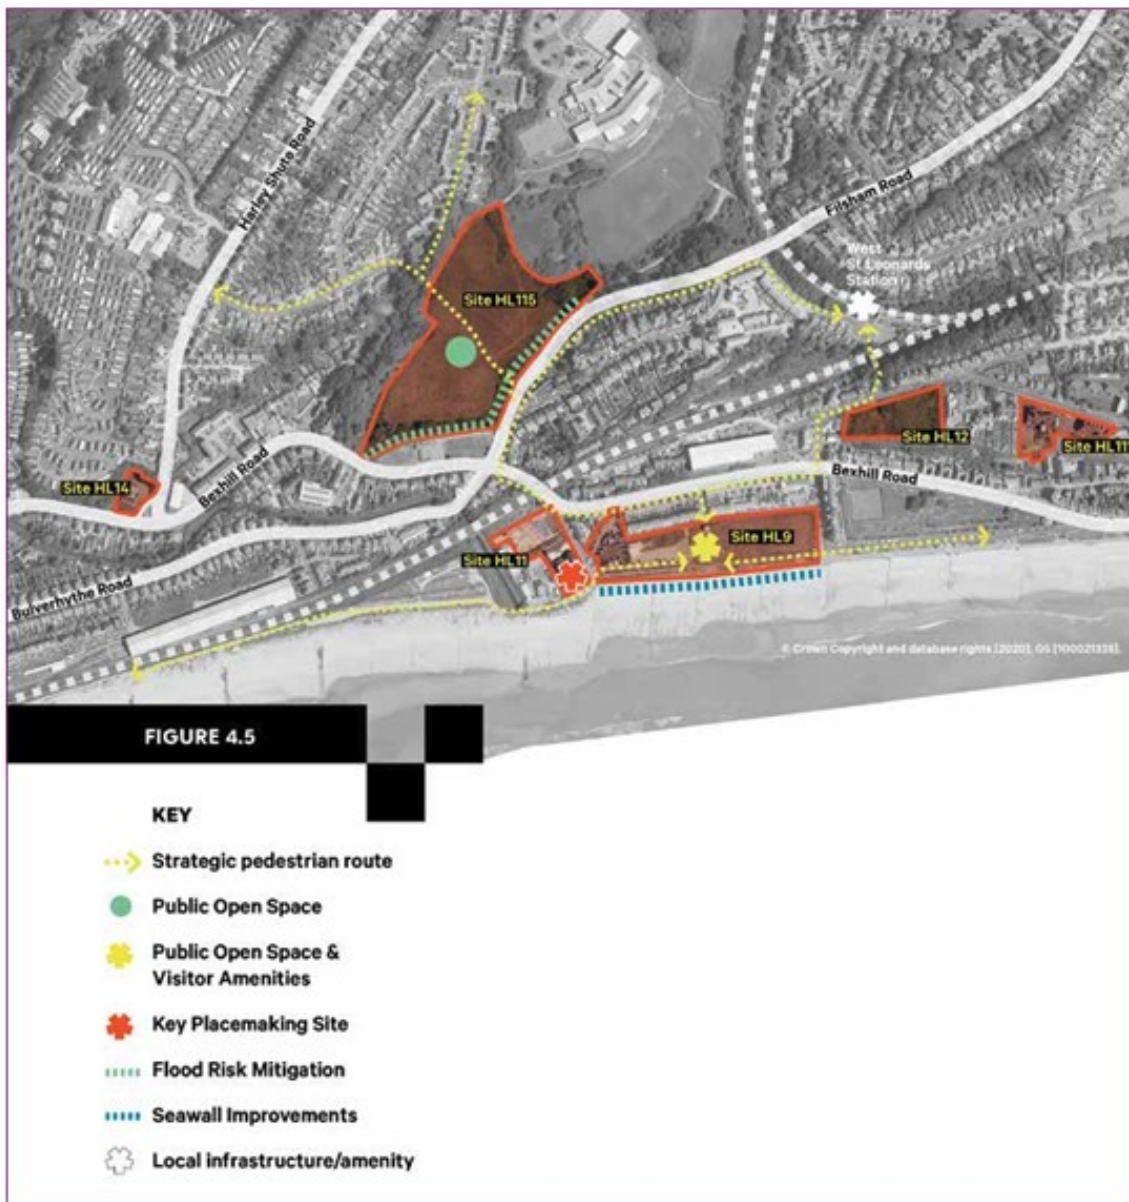 Harley Shute Road
Filsham Road
West
St Leonards
Station
Site HL115
Site HL12
Site HL11
Site HL14
Bexhill Road
Bexhill Road
Site HL9
Site HL11
Bulverhythe Road
© Crown Copyright and database rights [2020], OS [100021328].
FIGURE 4.5
KEY
Strategic pedestrian route
Public Open Space
Public Open Space &
Visitor Amenities
Key Placemaking Site
Flood Risk Mitigation
Seawall Improvements
Local infrastructure/amenity